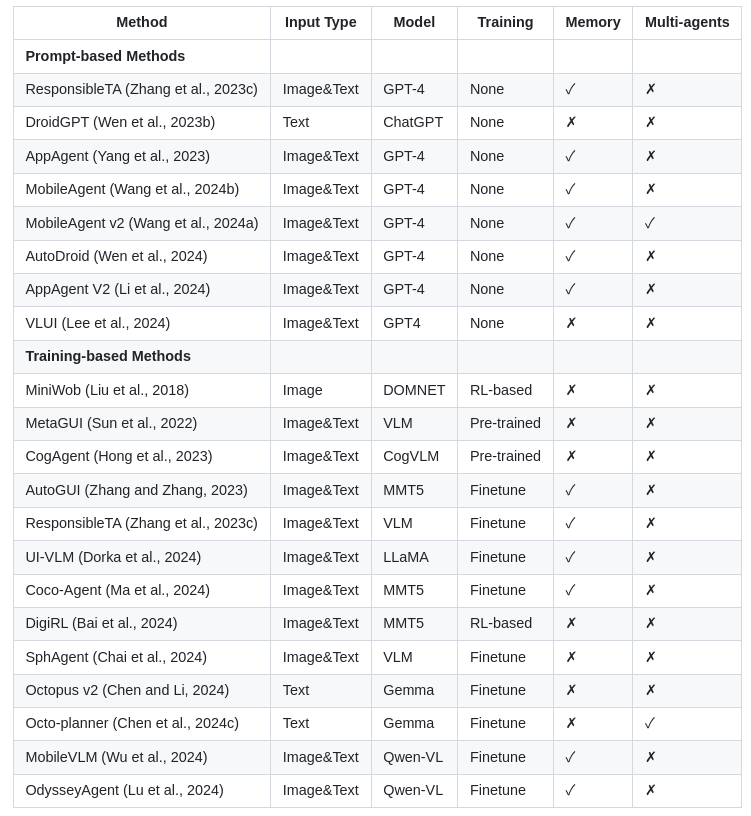 Method Input Type Model Training Memory Multi-agents
Prompt-based Methods
ResponsibleTA (Zhang et al., 2023c) Image&Text GPT-4 None ✓ ✗
DroidGPT (Wen et al., 2023b) Text ChatGPT None ✗ ✗
AppAgent (Yang et al., 2023) Image&Text GPT-4 None ✓ ✗
MobileAgent (Wang et al., 2024b) Image&Text GPT-4 None ✓ ✗
MobileAgent v2 (Wang et al., 2024a) Image&Text GPT-4 None ✓ ✓
AutoDroid (Wen et al., 2024) Image&Text GPT-4 None ✓ ✗
AppAgent V2 (Li et al., 2024) Image&Text GPT-4 None ✓ ✗
VLUI (Lee et al., 2024) Image&Text GPT4 None ✗ ✗
Training-based Methods
MiniWob (Liu et al., 2018) Image DOMNET RL-based ✗ ✗
MetaGUI (Sun et al., 2022) Image&Text VLM Pre-trained ✗ ✗
CogAgent (Hong et al., 2023) Image&Text CogVLM Pre-trained ✗ ✗
AutoGUI (Zhang and Zhang, 2023) Image&Text MMT5 Finetune ✓ ✗
ResponsibleTA (Zhang et al., 2023c) Image&Text VLM Finetune ✓ ✗
UI-VLM (Dorka et al., 2024) Image&Text LLaMA Finetune ✓ ✗
Coco-Agent (Ma et al., 2024) Image&Text MMT5 Finetune ✓ ✗
DigiRL (Bai et al., 2024) Image&Text MMT5 RL-based ✗ ✗
SphAgent (Chai et al., 2024) Image&Text VLM Finetune ✗ ✗
Octopus v2 (Chen and Li, 2024) Text Gemma Finetune ✗ ✗
Octo-planner (Chen et al., 2024c) Text Gemma Finetune ✗ ✓
MobileVLM (Wu et al., 2024) Image&Text Qwen-VL Finetune ✓ ✗
OdysseyAgent (Lu et al., 2024) Image&Text Qwen-VL Finetune ✓ ✗